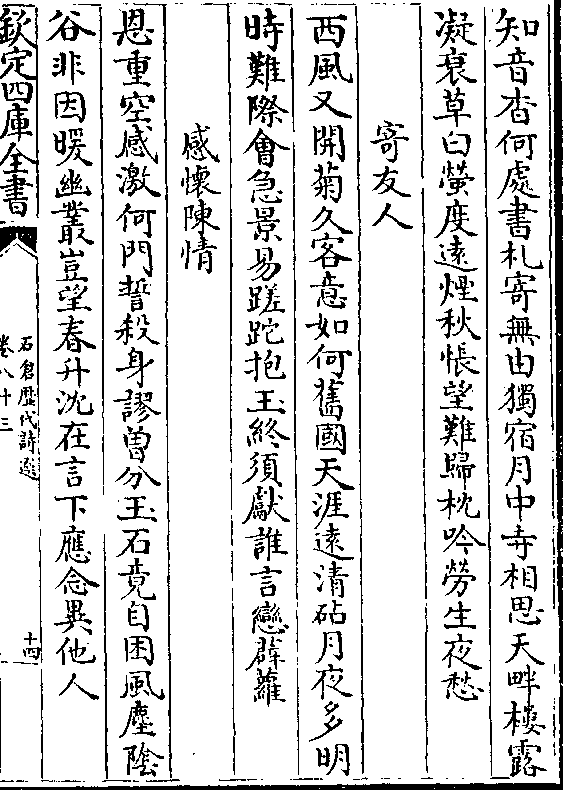 知音杳何處書札寄無由獨宿月中寺相思天畔樓露
凝衰草白螢度遠煙秋悵望難歸枕吟勞生夜愁
寄友人
西風又開菊久客意如何舊國天涯遠清砧月夜多明
時難際會急景易蹉跎抱玉終須獻誰言戀薜蘿
感懷陳情
恩重空感激何門誓殺身謬曾分玉石竟自困風塵陰
谷非因暖幽叢豈望春升沈在言下應念異他人
欽定四庫全書
石倉歷代詩選
卷八十三
十四